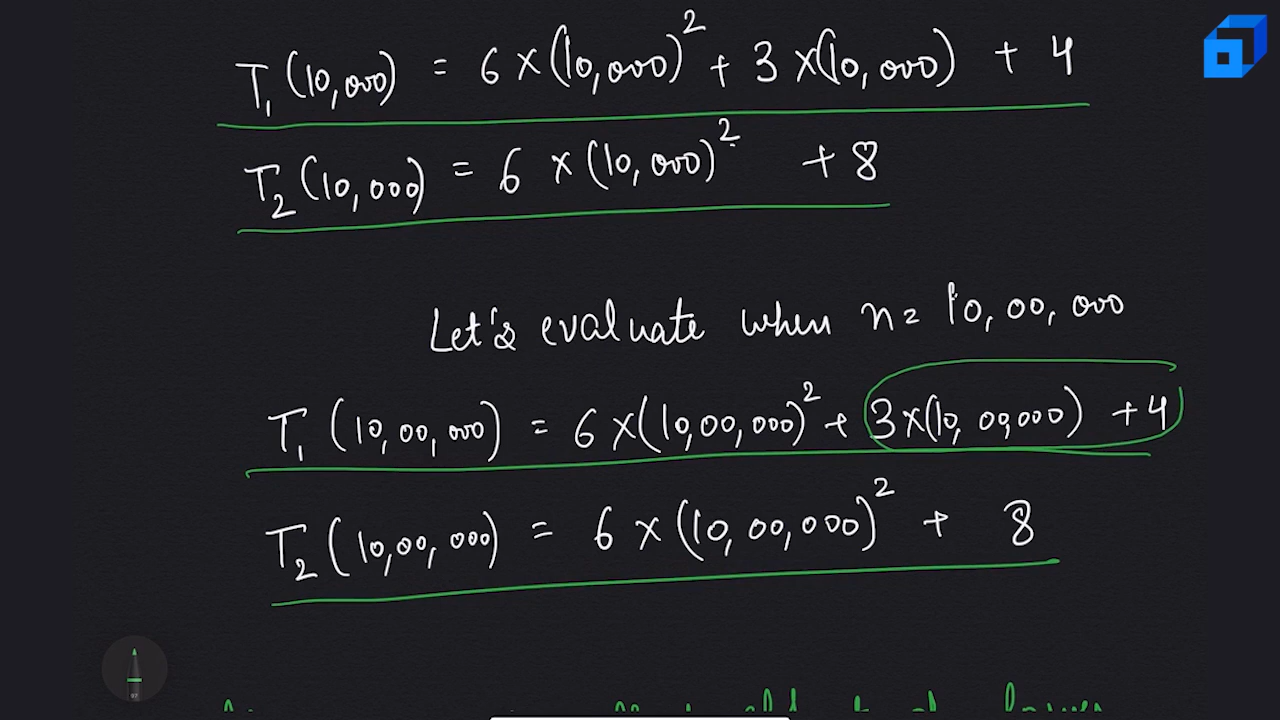 T₁(10,000) = 6×(10,000)² + 3×(10,000) + 4
T₂(10,000) = 6×(10,000)² + 8
Let's evaluate when n = 10,00,000
T₁(10,00,000) = 6×(10,00,000)² + 3×(10,00,000) + 4
T₂(10,00,000) = 6×(10,00,000)² + 8